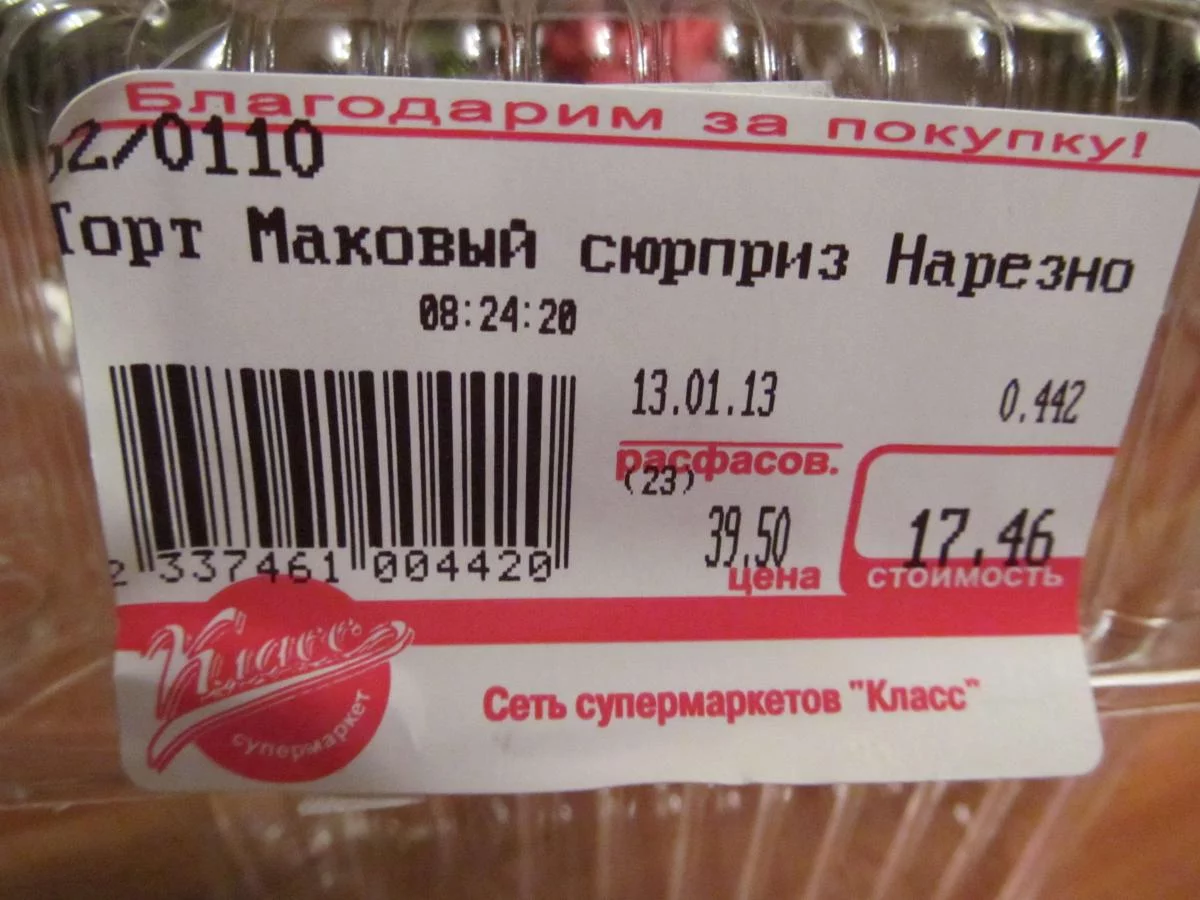 Благодарим за покупку!
2/0110
Торт Маковый сюрприз Нарезно
08:24:20
13.01.13 0.442
расфасов.
(23)
39,50 17.46
цена стоимость
2 337461 004420
Класс
супермаркет
Сеть супермаркетов "Класс"